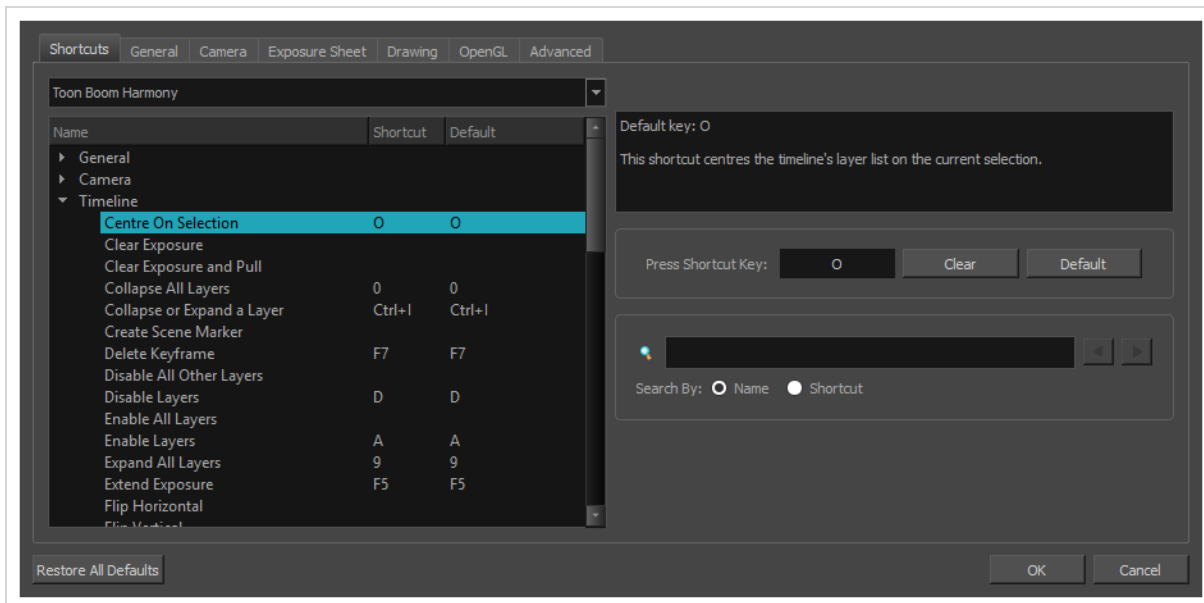 Shortcuts General Camera Exposure Sheet Drawing OpenGL Advanced
Toon Boom Harmony
Name Shortcut Default
General
Camera
Timeline
Centre On Selection O O
Clear Exposure
Clear Exposure and Pull
Collapse All Layers 0 0
Collapse or Expand a Layer Ctrl+I Ctrl+I
Create Scene Marker
Delete Keyframe F7 F7
Disable All Other Layers
Disable Layers D D
Enable All Layers
Enable Layers A A
Expand All Layers 9 9
Extend Exposure F5 F5
Flip Horizontal
Flip Vertical
Default key: O
This shortcut centres the timeline's layer list on the current selection.
Press Shortcut Key: O Clear Default
Search By: Name Shortcut
Restore All Defaults OK Cancel